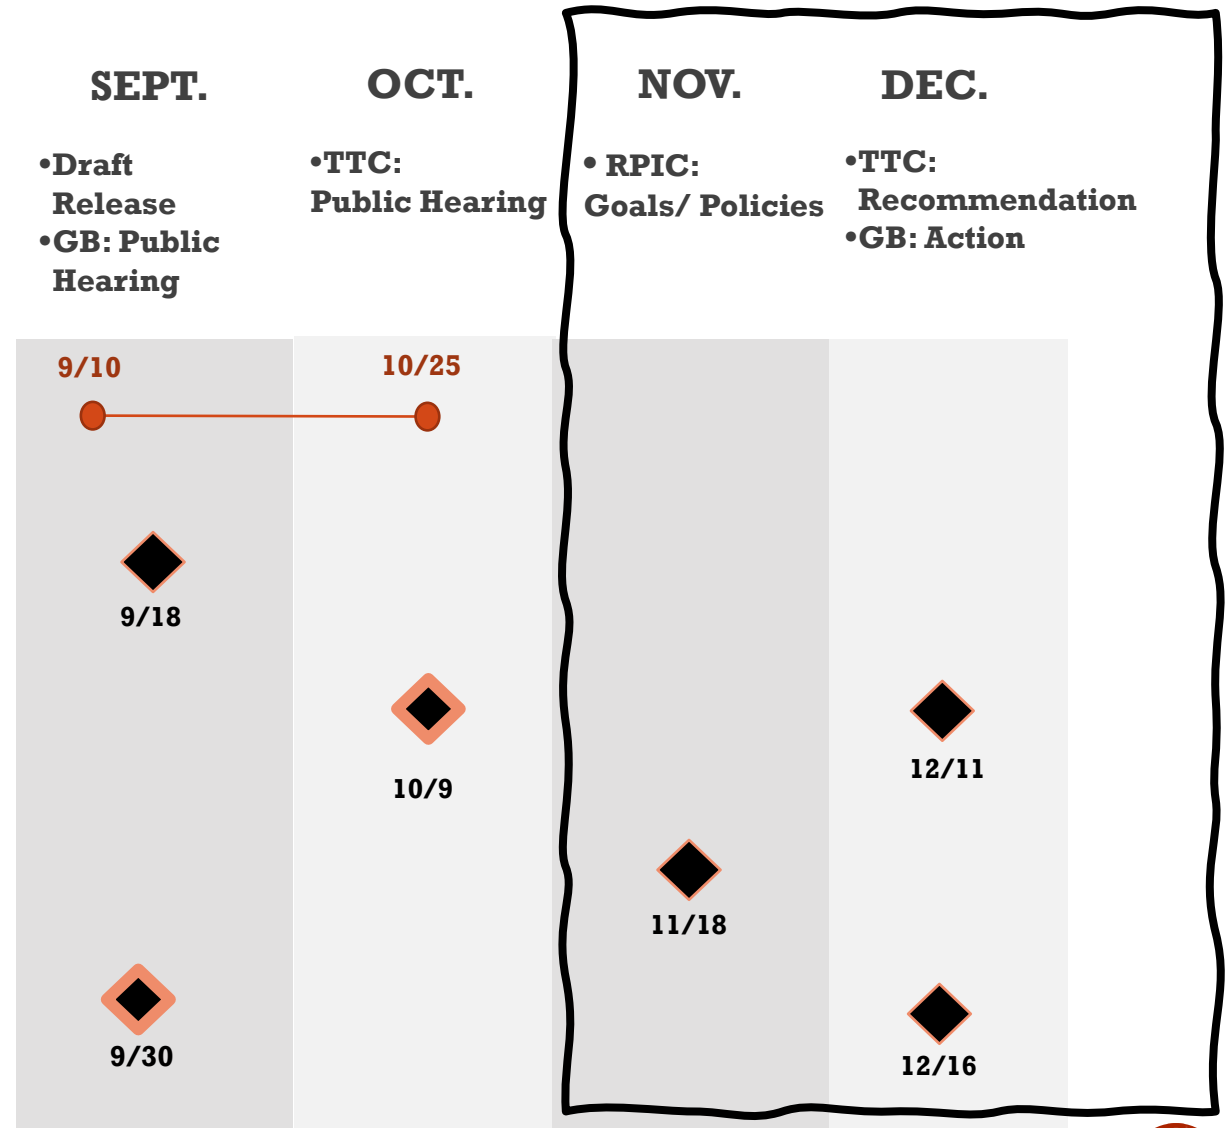 SEPT.
OCT.
NOV.
DEC.
•Draft
Release
•GB: Public
Hearing
•TTC:
Public Hearing
• RPIC:
Goals/ Policies
•TTC:
Recommendation
•GB: Action
9/10
10/25
9/18
10/9
12/11
11/18
9/30
12/16